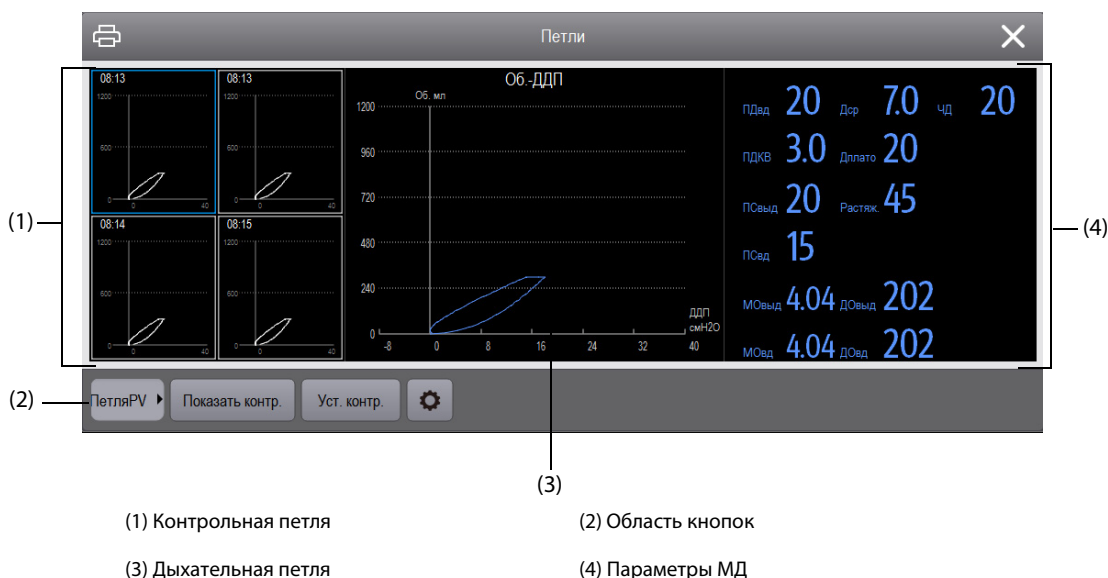 Петли
08:13
1200
600
0
0
40
08:13
1200
600
0
0
40
08:14
1200
600
0
0
40
08:15
1200
600
0
0
40
Об.-ДДП
Об. мл
1200
960
720
480
240
0
-8 0 8 16 24 32 40
ДДП
смH2O
ПДвд 20 Дср 7.0 ЧД 20
ПДКВ 3.0 Дплато 20
ПСвыд 20 Растяж. 45
ПСвд 15
МОвыд 4.04 ДОвыд 202
МОвд 4.04 ДОвд 202
(1)
(4)
(2)
ПетляPV
Показать контр.
Уст. контр.
(3)
(1) Контрольная петля
(2) Область кнопок
(3) Дыхательная петля
(4) Параметры МД